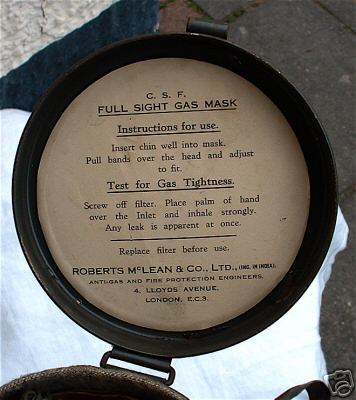 C. S. F.
FULL SIGHT GAS MASK
Instructions for use.
Insert chin well into mask.
Pull bands over the head and adjust
to fit.
Test for Gas Tightness.
Screw off filter. Place palm of hand
over the Inlet and inhale strongly.
Any leak is apparent at once.
Replace filter before use.
ROBERTS MCLEAN & CO., LTD., (INC. IN INDIA).
ANTI-GAS AND FIRE PROTECTION ENGINEERS,
4, LLOYDS AVENUE,
LONDON, E.C.3.
eBay